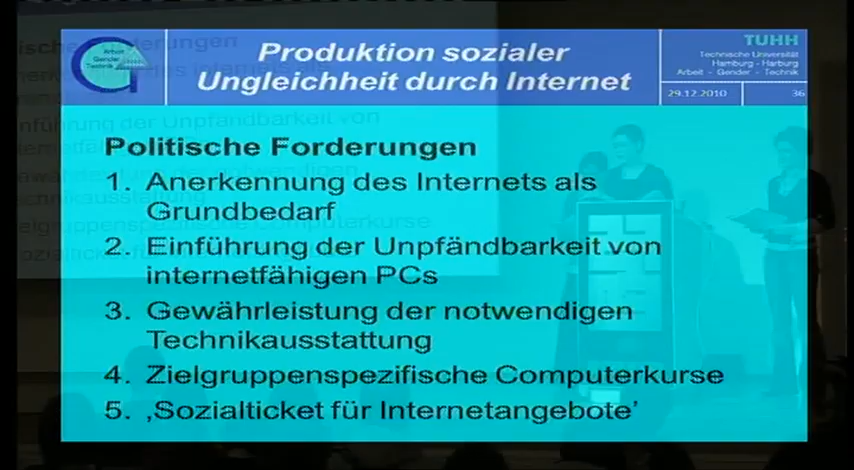 Arbeit
Gender
Technik
Produktion sozialer
Ungleichheit durch Internet
TUHH
Technische Universität
Hamburg - Harburg
Arbeit - Gender - Technik
29.12.2010
36
Politische Forderungen
1. Anerkennung des Internets als
Grundbedarf
2. Einführung der Unpfändbarkeit von
internetfähigen PCs
3. Gewährleistung der notwendigen
Technikausstattung
4. Zielgruppenspezifische Computerkurse
5. ‚Sozialticket für Internetangebote’